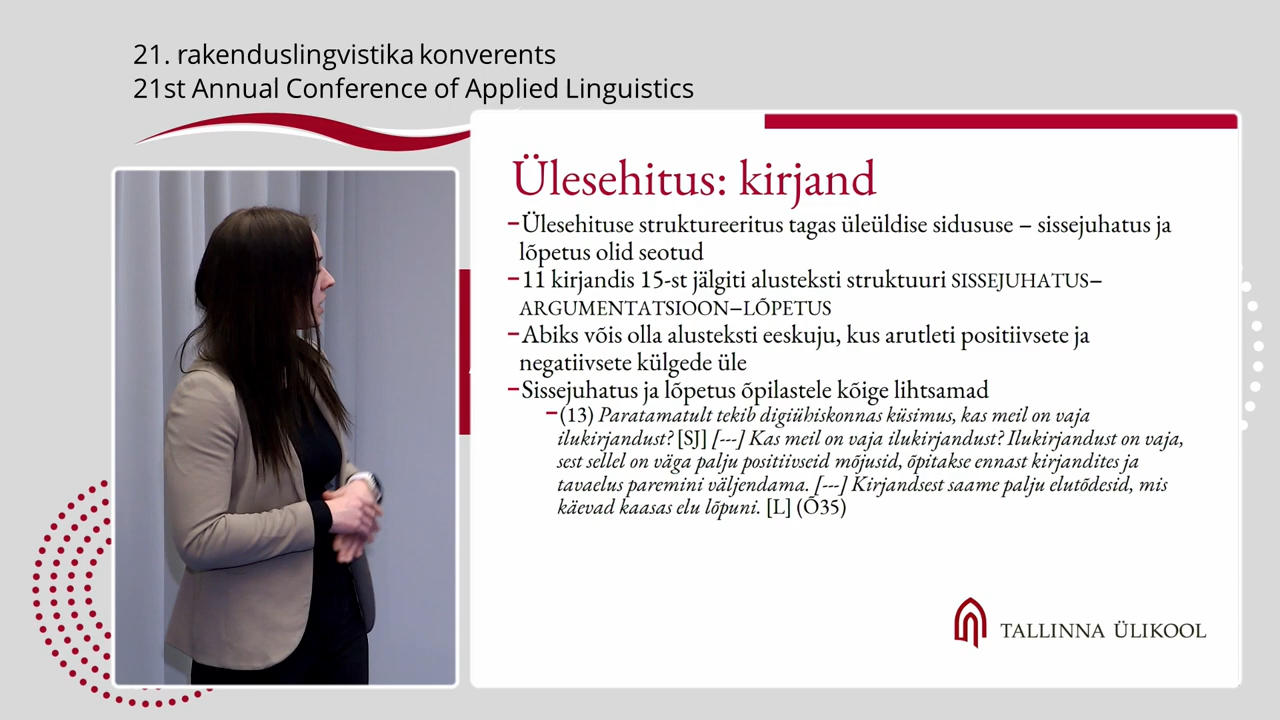 21. rakenduslingvistika konverents
21st Annual Conference of Applied Linguistics
Ülesehitus: kirjand
–Ülesehituse struktureeritus tagas üleüldise sidususe – sissejuhatus ja
lõpetus olid seotud
–11 kirjandis 15-st jälgiti alusteksti struktuuri SISSEJUHATUS–
ARGUMENTATSIOON–LÕPETUS
–Abiks võis olla alusteksti eeskuju, kus arutleti positiivsete ja
negatiivsete külgede üle
–Sissejuhatus ja lõpetus õpilastele kõige lihtsamad
–(13) Paratamatult tekib digiühiskonnas küsimus, kas meil on vaja
ilukirjandust? [SJ] [---] Kas meil on vaja ilukirjandust? Ilukirjandust on vaja,
sest sellel on väga palju positiivseid mõjusid, õpitakse ennast kirjandites ja
tavaelus paremini väljendama. [---] Kirjandsest saame palju elutõdesid, mis
käevad kaasas elu lõpuni. [L] (Õ35)
TALLINNA ÜLIKOOL